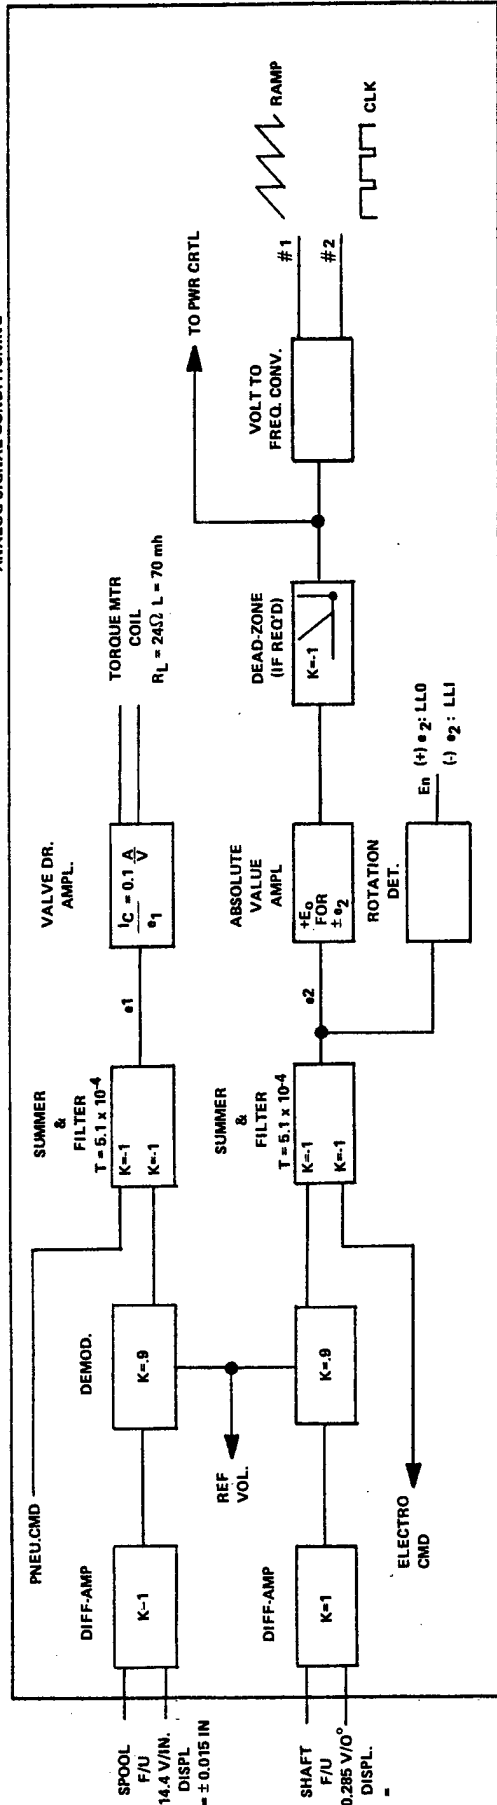 SPOOL
F/U
14.4 V/IN.
DISPL
= ± 0.015 IN
PNEU.CMD
DIFF-AMP
K-1
DEMOD.
K=.9
SUMMER
&
FILTER
T = 5.1 x 10-4
K=-1
K=-1
e1
VALVE DR.
AMPL.
IC = 0.1 A
e1 V
TORQUE MTR
COIL
RL = 24Ω L = 70 mh
REF
VOL.
SHAFT
F/U
0.285 V/O°
DISPL.
=
DIFF-AMP
K=1
K=.9
ELECTRO
CMD
SUMMER
&
FILTER
T = 5.1 x 10-4
K=-1
K=-1
e2
ABSOLUTE
VALUE
AMPL
+Eo
FOR
± e2
ROTATION
DET.
En (+) e2: LL0
(-) e2 : LLI
DEAD-ZONE
(IF REQ'D)
K=-1
TO PWR CRTL
VOLT TO
FREQ. CONV.
#1
#2
RAMP
CLK